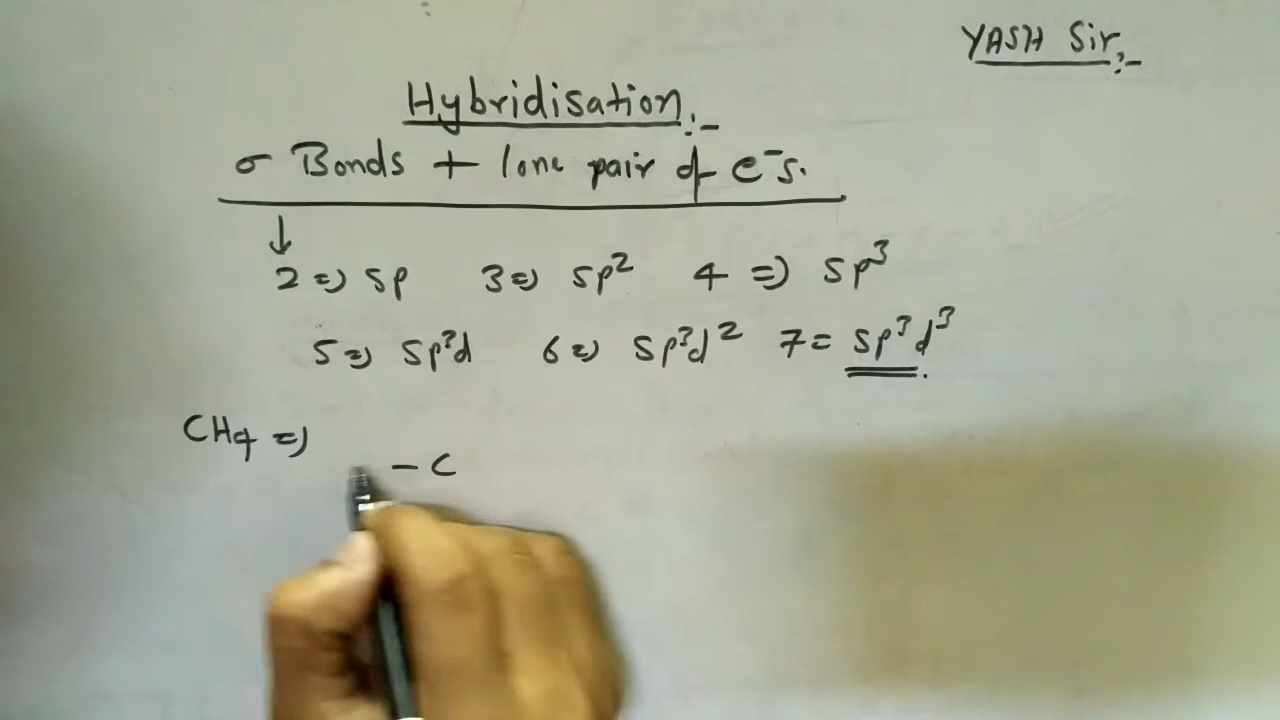 YASH Sir:-
Hybridisation:-
σ Bonds + lone pair of e⁻s.
↓
2 => sp 3 => sp² 4 => sp³
5 => sp³d 6 => sp³d² 7 = sp³d³.
CH₄ =>
– C